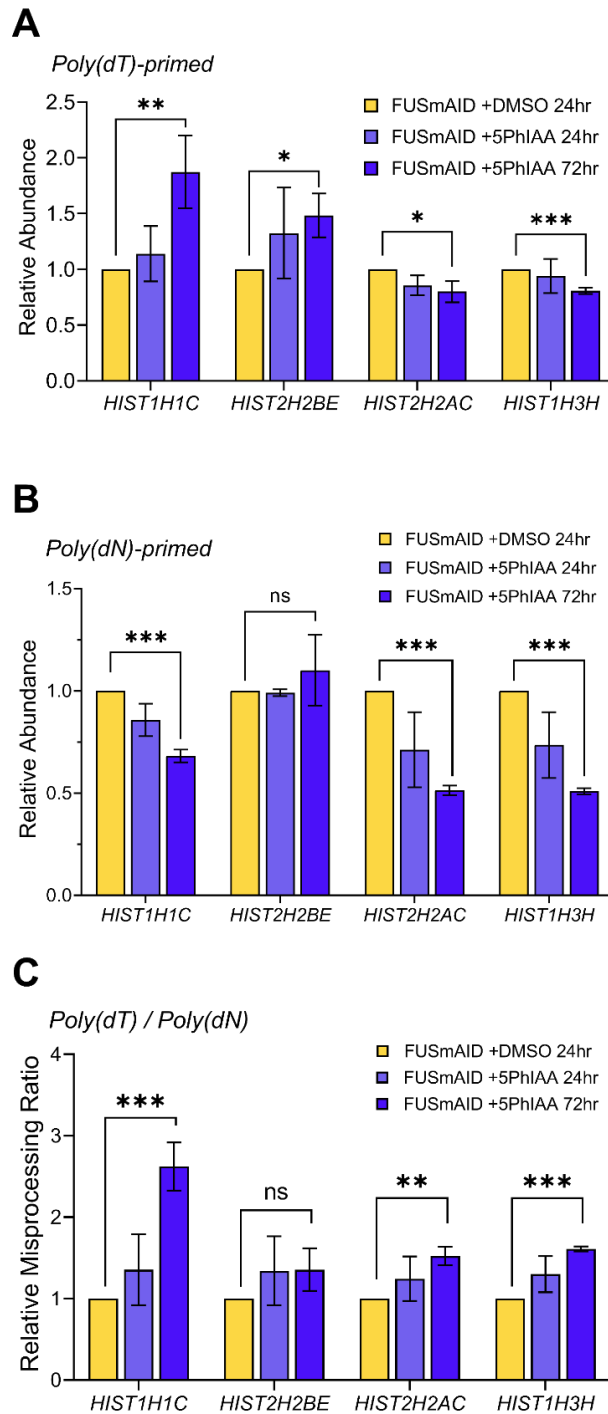 A
Poly(dT)-primed
FUSmAID +DMSO 24hr
FUSmAID +5PhIAA 24hr
FUSmAID +5PhIAA 72hr
Relative Abundance
2.5
2.0
1.5
1.0
0.5
0.0
**
*
*
***
HIST1H1C HIST2H2BE HIST2H2AC HIST1H3H
B
Poly(dN)-primed
FUSmAID +DMSO 24hr
FUSmAID +5PhIAA 24hr
FUSmAID +5PhIAA 72hr
Relative Abundance
1.5
1.0
0.5
0.0
***
ns
***
***
HIST1H1C HIST2H2BE HIST2H2AC HIST1H3H
C
Poly(dT) / Poly(dN)
FUSmAID +DMSO 24hr
FUSmAID +5PhIAA 24hr
FUSmAID +5PhIAA 72hr
Relative Misprocessing Ratio
4
3
2
1
0
***
ns
**
***
HIST1H1C HIST2H2BE HIST2H2AC HIST1H3H